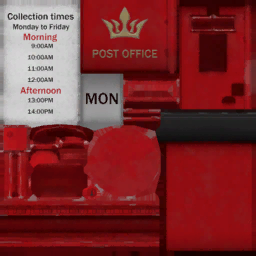 Collection times
Monday to Friday
Morning
9:00AM
10:00AM
11:00AM
12:00AM
Afternoon
13:00PM
14:00PM
POST OFFICE
MON